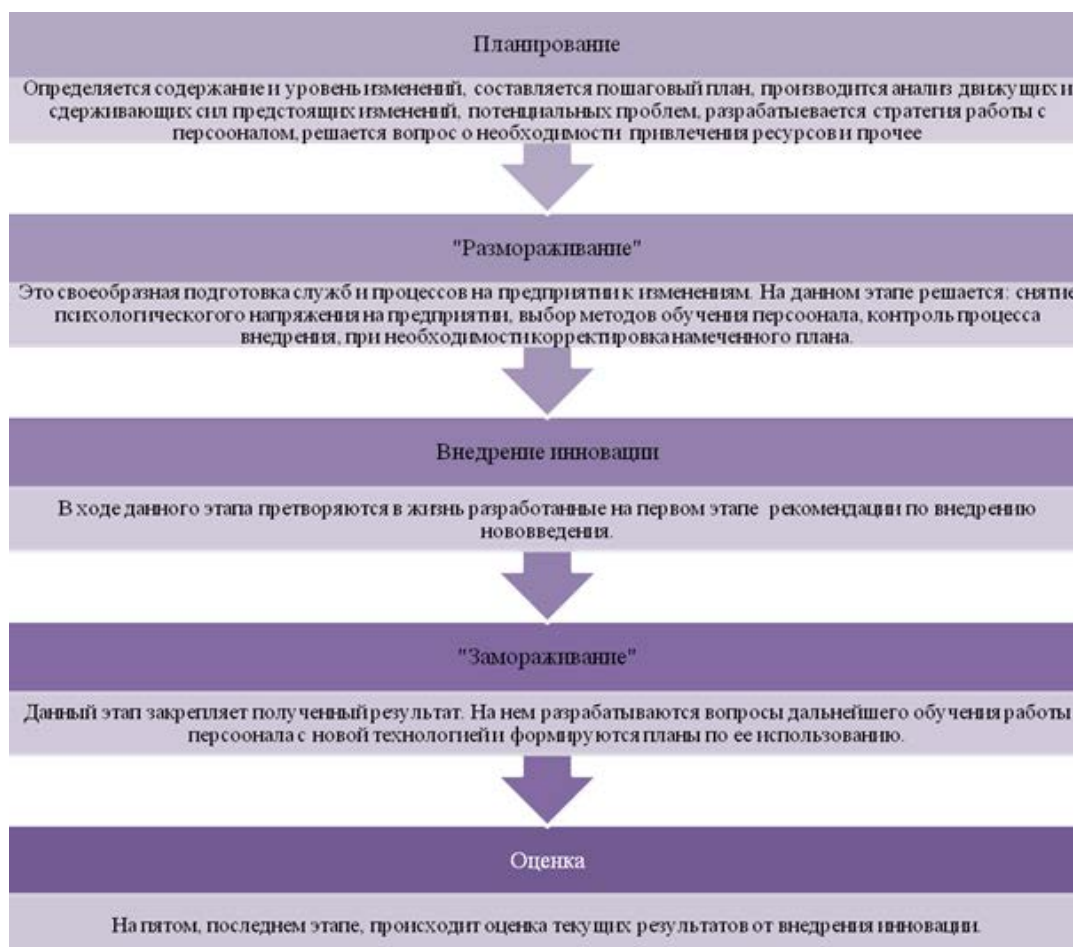 Планирование
Определяется содержание и уровень изменений, составляется пошаговый план, производится анализ движущих и
сдерживающих сил предстоящих изменений, потенциальных проблем, разрабатыевается стратегия работы с
персооналом, решается вопрос о необходимости привлечения ресурсов и прочее
"Размораживание"
Это своеобразная подготовка служб и процессов на предприятии к изменениям. На данном этапе решается: снятие
психологического напряжения на предприятии, выбор методов обучения персоонала, контроль процесса
внедрения, при необходимости корректировка намеченного плана.
Внедрение инновации
В ходе данного этапа претворяются в жизнь разработанные на первом этапе рекомендации по внедрению
нововведения.
"Замораживание"
Данный этап закрепляет полученный результат. На нем разрабатываются вопросы дальнейшего обучения работы
персоонала с новой технологией и формируются планы по ее использованию.
Оценка
На пятом, последнем этапе, происходит оценка текущих результатов от внедрения инновации.